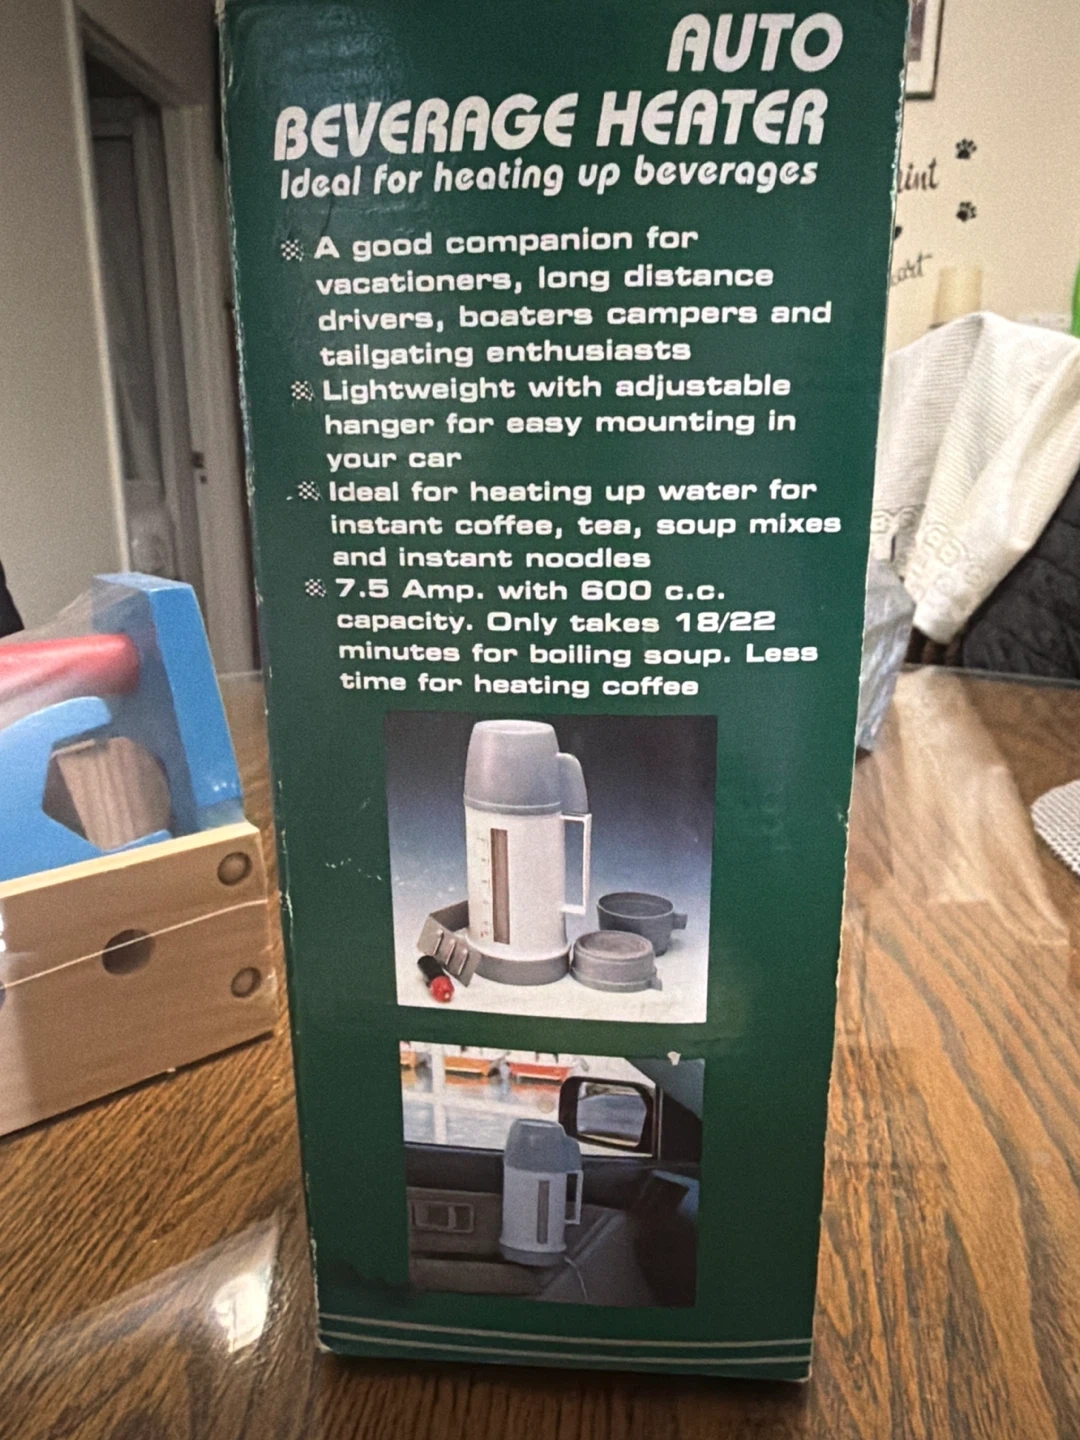 AUTO
BEVERAGE HEATER
Ideal for heating up beverages
A good companion for
vacationers, long distance
drivers, boaters campers and
tailgating enthusiasts
Lightweight with adjustable
hanger for easy mounting in
your car
Ideal for heating up water for
instant coffee, tea, soup mixes
and instant noodles
7.5 Amp. with 600 c.c.
capacity. Only takes 18/22
minutes for boiling soup. Less
time for heating coffee